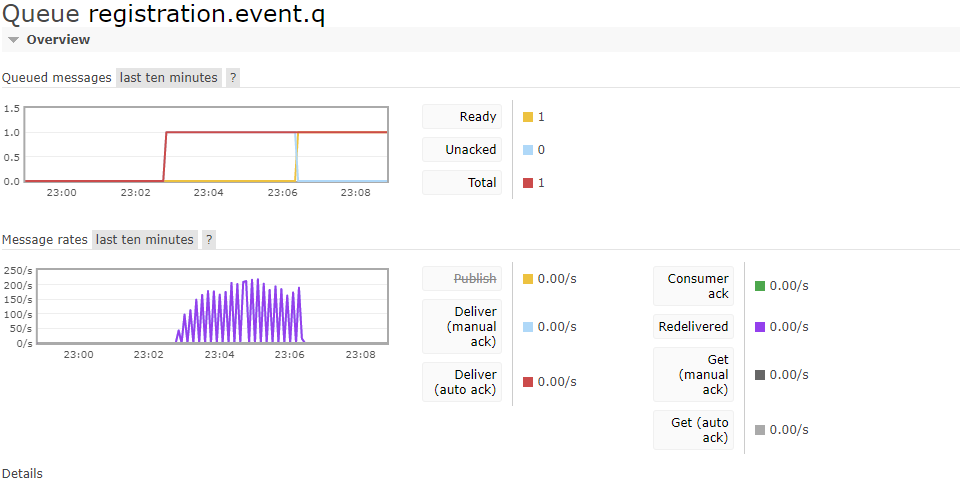 Queue registration.event.q
Overview
Queued messages last ten minutes ?
1.5
1.0
0.5
0.0
23:00 23:02 23:04 23:06 23:08
Ready 1
Unacked 0
Total 1
Message rates last ten minutes ?
250/s
200/s
150/s
100/s
50/s
0/s
23:00 23:02 23:04 23:06 23:08
Publish 0.00/s
Deliver
(manual
ack)
0.00/s
Deliver
(auto ack)
0.00/s
Consumer
ack
0.00/s
Redelivered 0.00/s
Get
(manual
ack)
0.00/s
Get (auto
ack)
0.00/s
Details